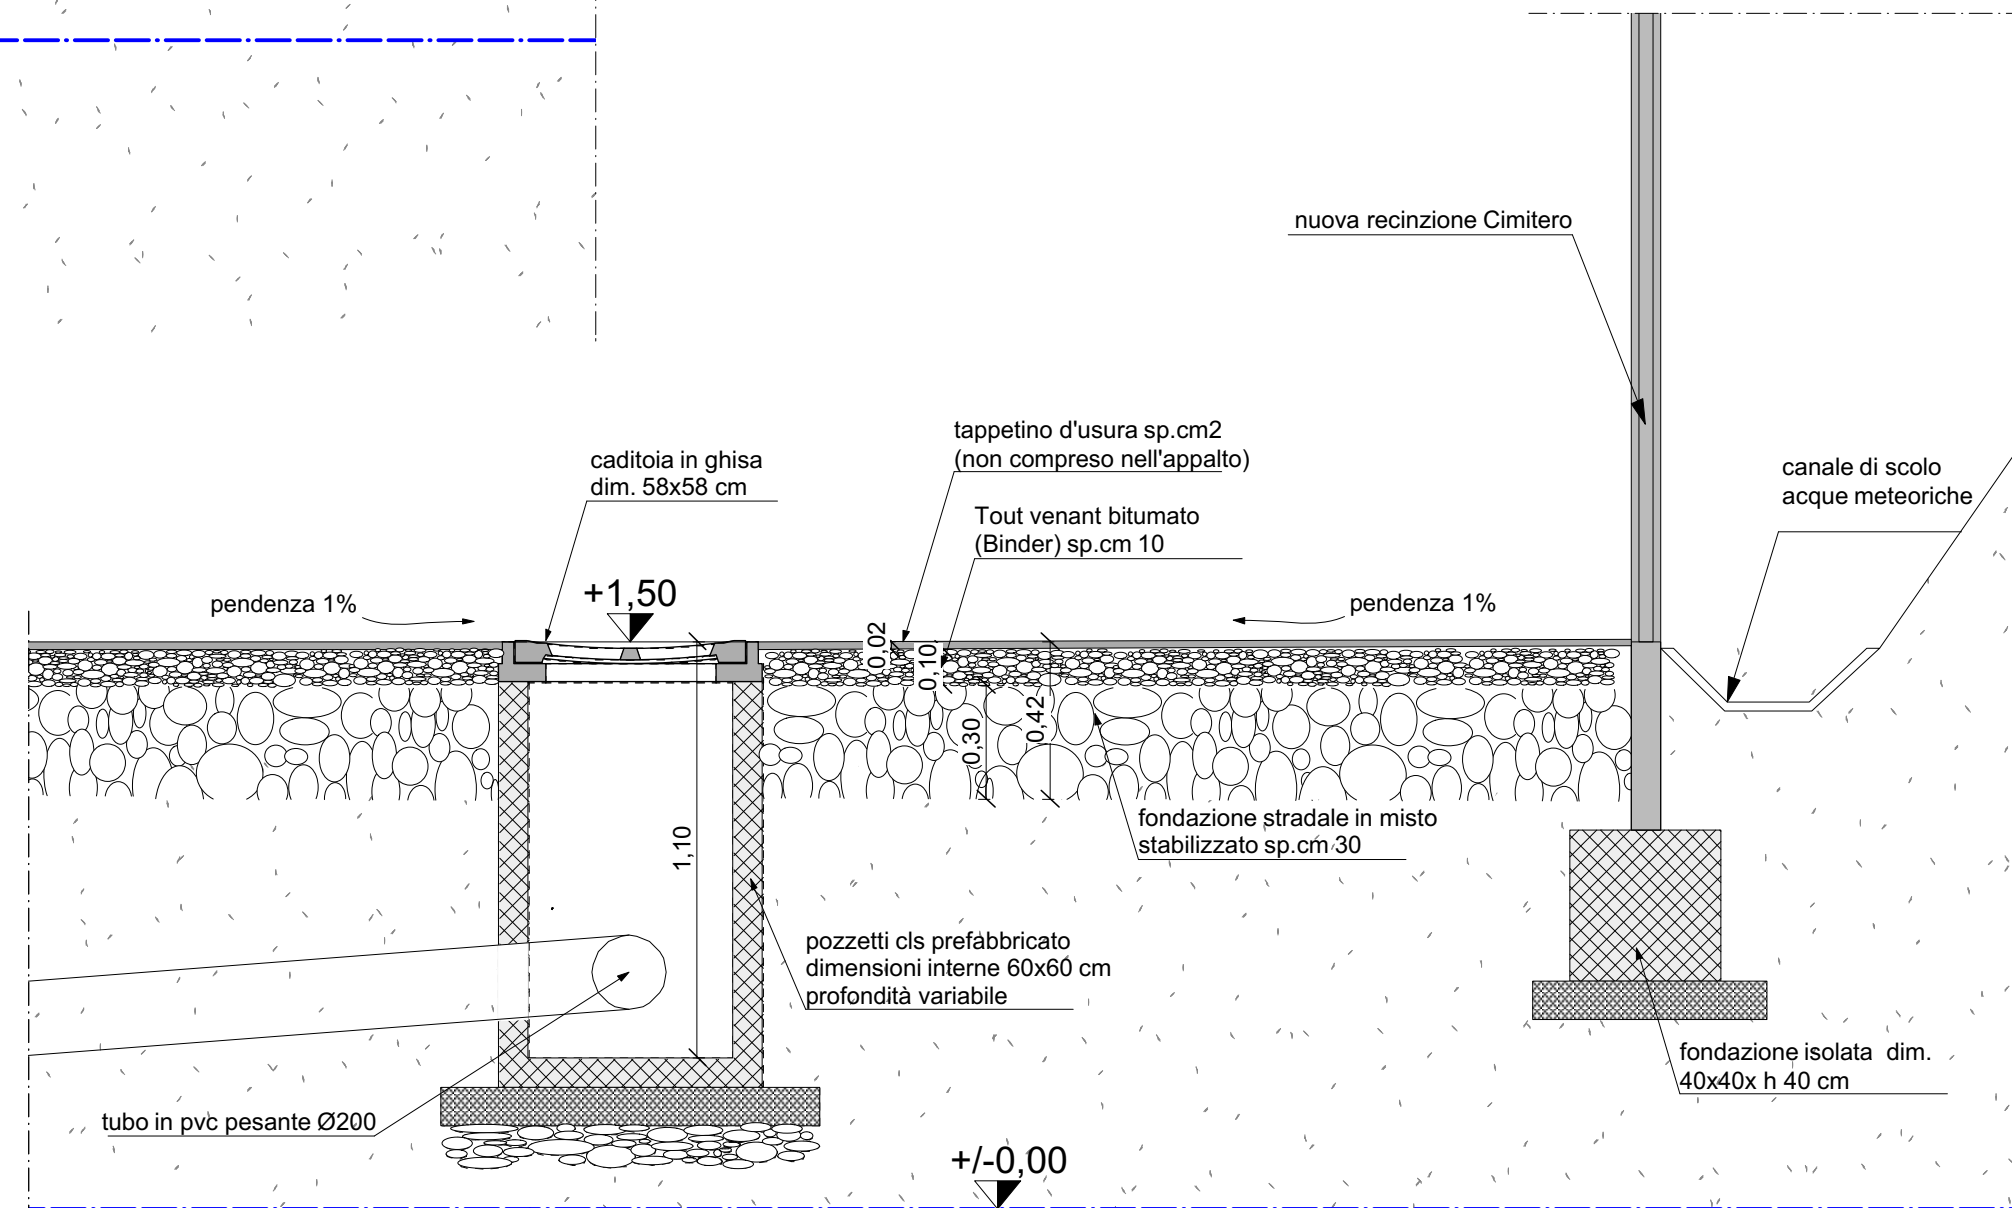 nuova recinzione Cimitero
tappetino d'usura sp.cm2
(non compreso nell'appalto)
caditoia in ghisa
dim. 58x58 cm
canale di scolo
acque meteoriche
Tout venant bitumato
(Binder) sp.cm 10
+1,50
pendenza 1%
pendenza 1%
0,02
0,10
0,30
0,42
1,10
fondazione stradale in misto
stabilizzato sp.cm 30
pozzetti cls prefabbricato
dimensioni interne 60x60 cm
profondità variabile
fondazione isolata dim.
40x40x h 40 cm
tubo in pvc pesante Ø200
+/-0,00